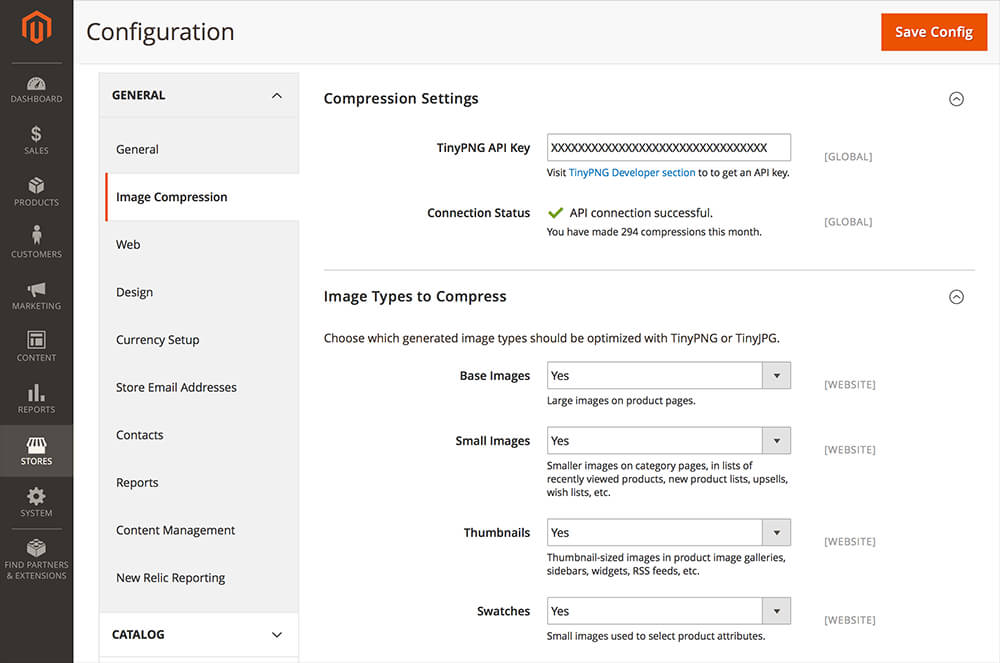 Configuration
Save Config
DASHBOARD
SALES
PRODUCTS
CUSTOMERS
MARKETING
CONTENT
REPORTS
STORES
SYSTEM
FIND PARTNERS
& EXTENSIONS
GENERAL
General
Image Compression
Web
Design
Currency Setup
Store Email Addresses
Contacts
Reports
Content Management
New Relic Reporting
CATALOG
Compression Settings
TinyPNG API Key XXXXXXXXXXXXXXXXXXXXXXXXXXXXXXXX [GLOBAL]
Visit TinyPNG Developer section to to get an API key.
Connection Status API connection successful. [GLOBAL]
You have made 294 compressions this month.
Image Types to Compress
Choose which generated image types should be optimized with TinyPNG or TinyJPG.
Base Images Yes [WEBSITE]
Large images on product pages.
Small Images Yes [WEBSITE]
Smaller images on category pages, in lists of
recently viewed products, new product lists, upsells,
wish lists, etc.
Thumbnails Yes [WEBSITE]
Thumbnail-sized images in product image galleries,
sidebars, widgets, RSS feeds, etc.
Swatches Yes [WEBSITE]
Small images used to select product attributes.